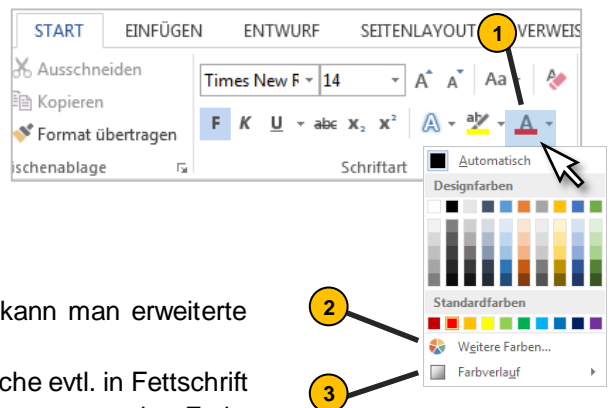 START EINFÜGEN ENTWURF SEITENLAYOUT VERWEIS
1
Ausschneiden
Times New R 14 A A Aa
Kopieren
F K U abc X₂ X² A ab A
Format übertragen
ischenablage Schriftart
Automatisch
Designfarben
Standardfarben
kann man erweiterte
2
Weitere Farben...
che evtl. in Fettschrift
Farbverlauf
3